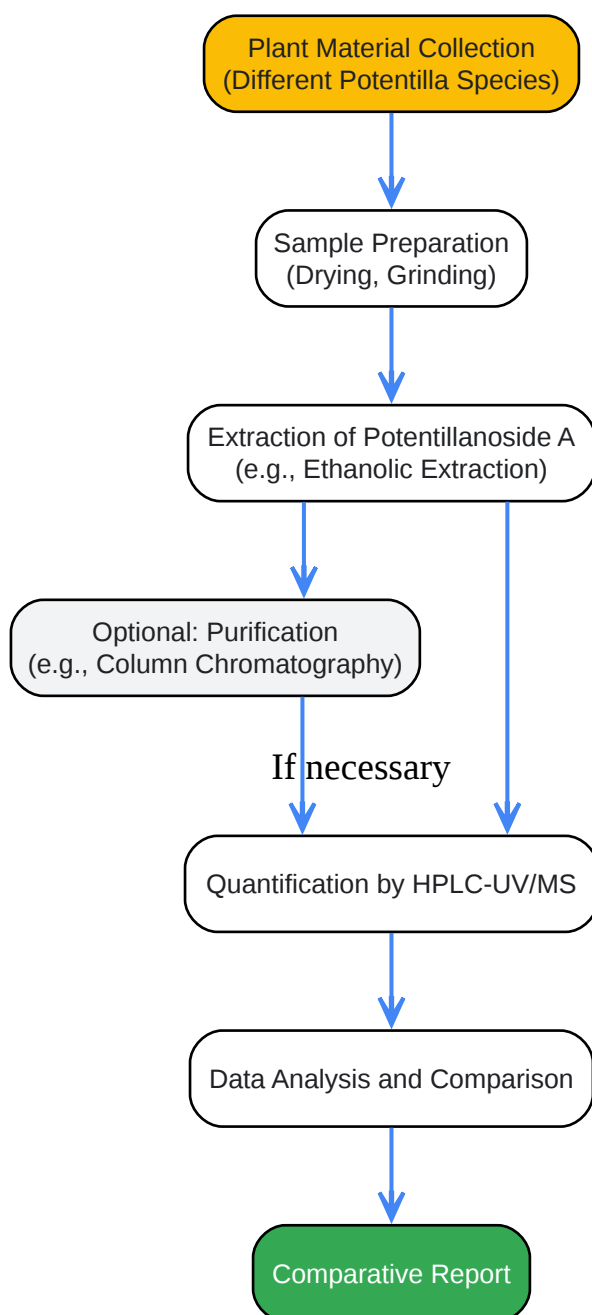 Plant Material Collection
(Different Potentilla Species)
Sample Preparation
(Drying, Grinding)
Extraction of Potentillanoside A
(e.g., Ethanolic Extraction)
Optional: Purification
(e.g., Column Chromatography)
If necessary
Quantification by HPLC-UV/MS
Data Analysis and Comparison
Comparative Report